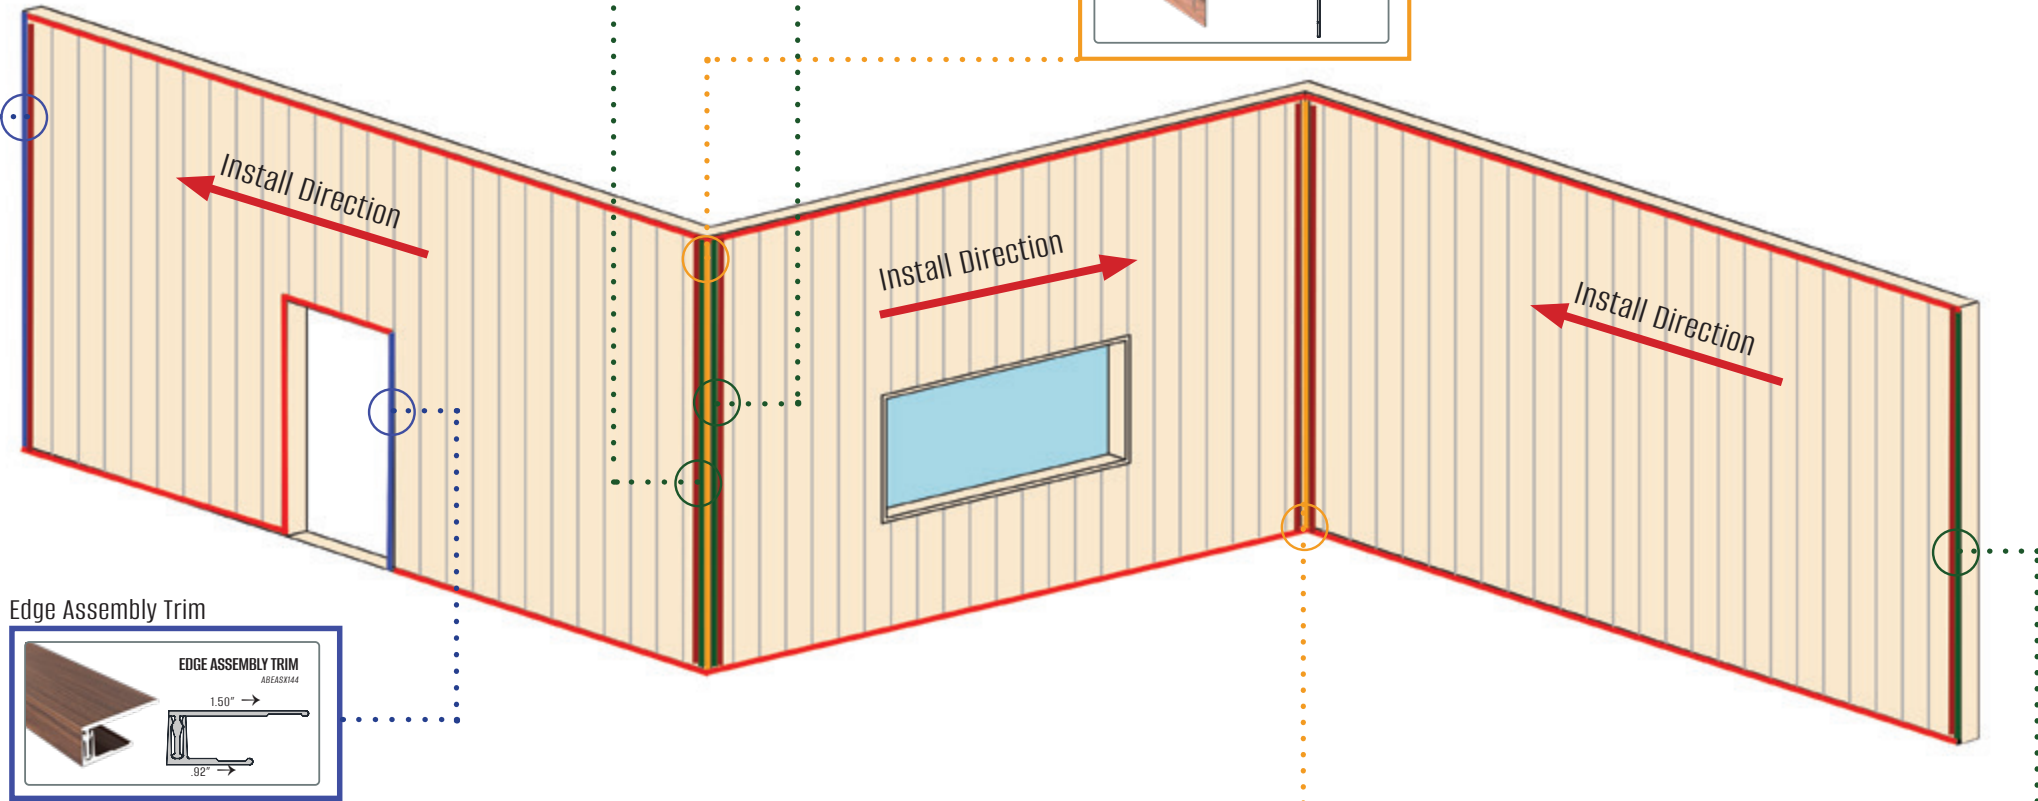 Install Direction
Install Direction
Install Direction
Edge Assembly Trim
EDGE ASSEMBLY TRIM
ABEASX144
1.50"
.92"